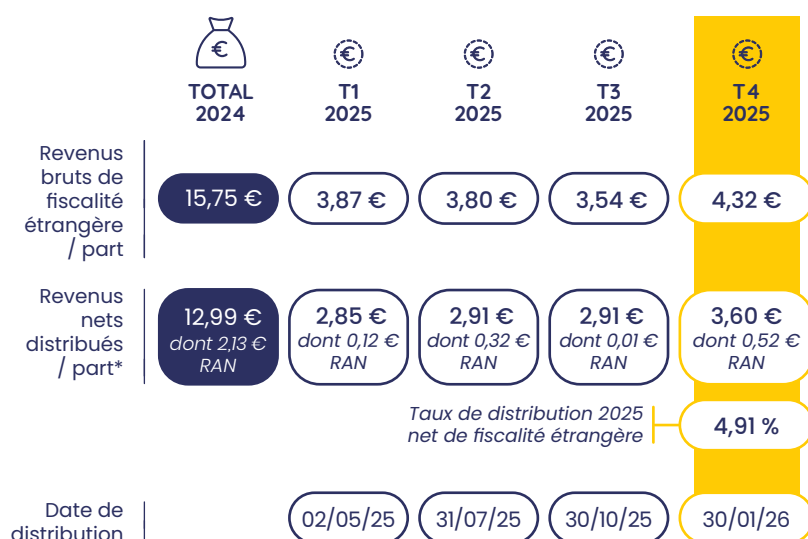 € € € € €
TOTAL T1 T2 T3 T4
2024 2025 2025 2025 2025
Revenus
bruts de
fiscalité
étrangère
/ part
15,75 € 3,87 € 3,80 € 3,54 € 4,32 €
Revenus
nets
distribués
/ part*
12,99 € 2,85 € 2,91 € 2,91 € 3,60 €
dont 2,13 € dont 0,12 € dont 0,32 € dont 0,01 € dont 0,52 €
RAN RAN RAN RAN RAN
Taux de distribution 2025
net de fiscalité étrangère
4,91 %
Date de
distribution
02/05/25 31/07/25 30/10/25 30/01/26